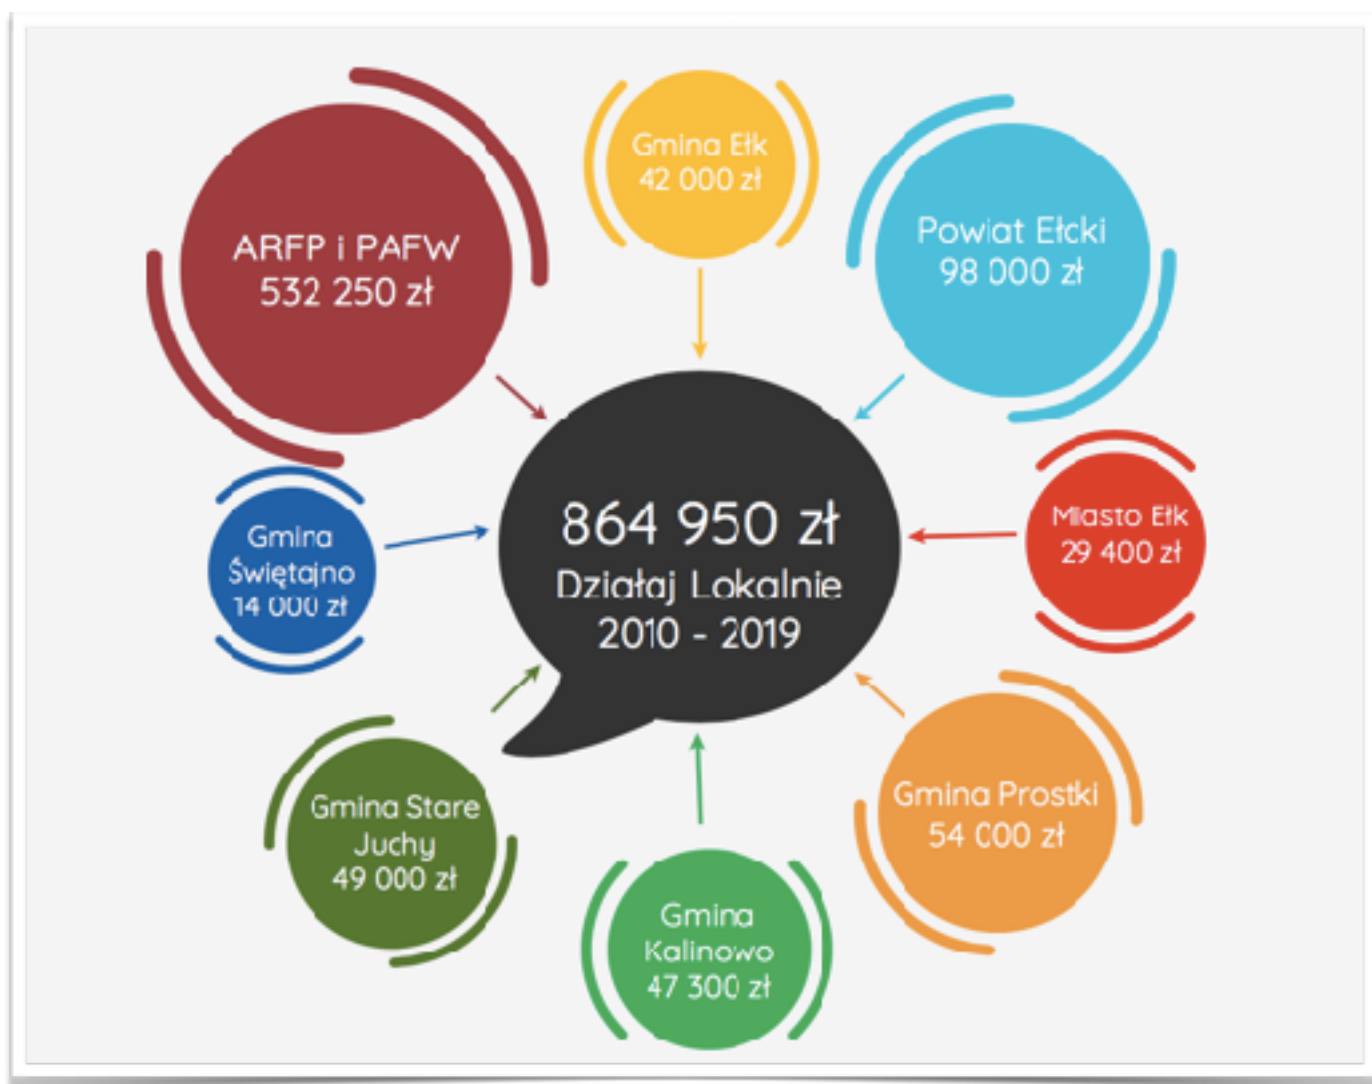 ARFP i PAFW
532 250 zł
Gmina Ełk
42 000 zł
Powiat Ełcki
98 000 zł
Gmina
Świętajno
14 000 zł
864 950 zł
Działaj Lokalnie
2010 - 2019
Miasto Ełk
29 400 zł
Gmina Stare
Juchy
49 000 zł
Gmina Kalinowo
47 300 zł
Gmina Prostki
54 000 zł